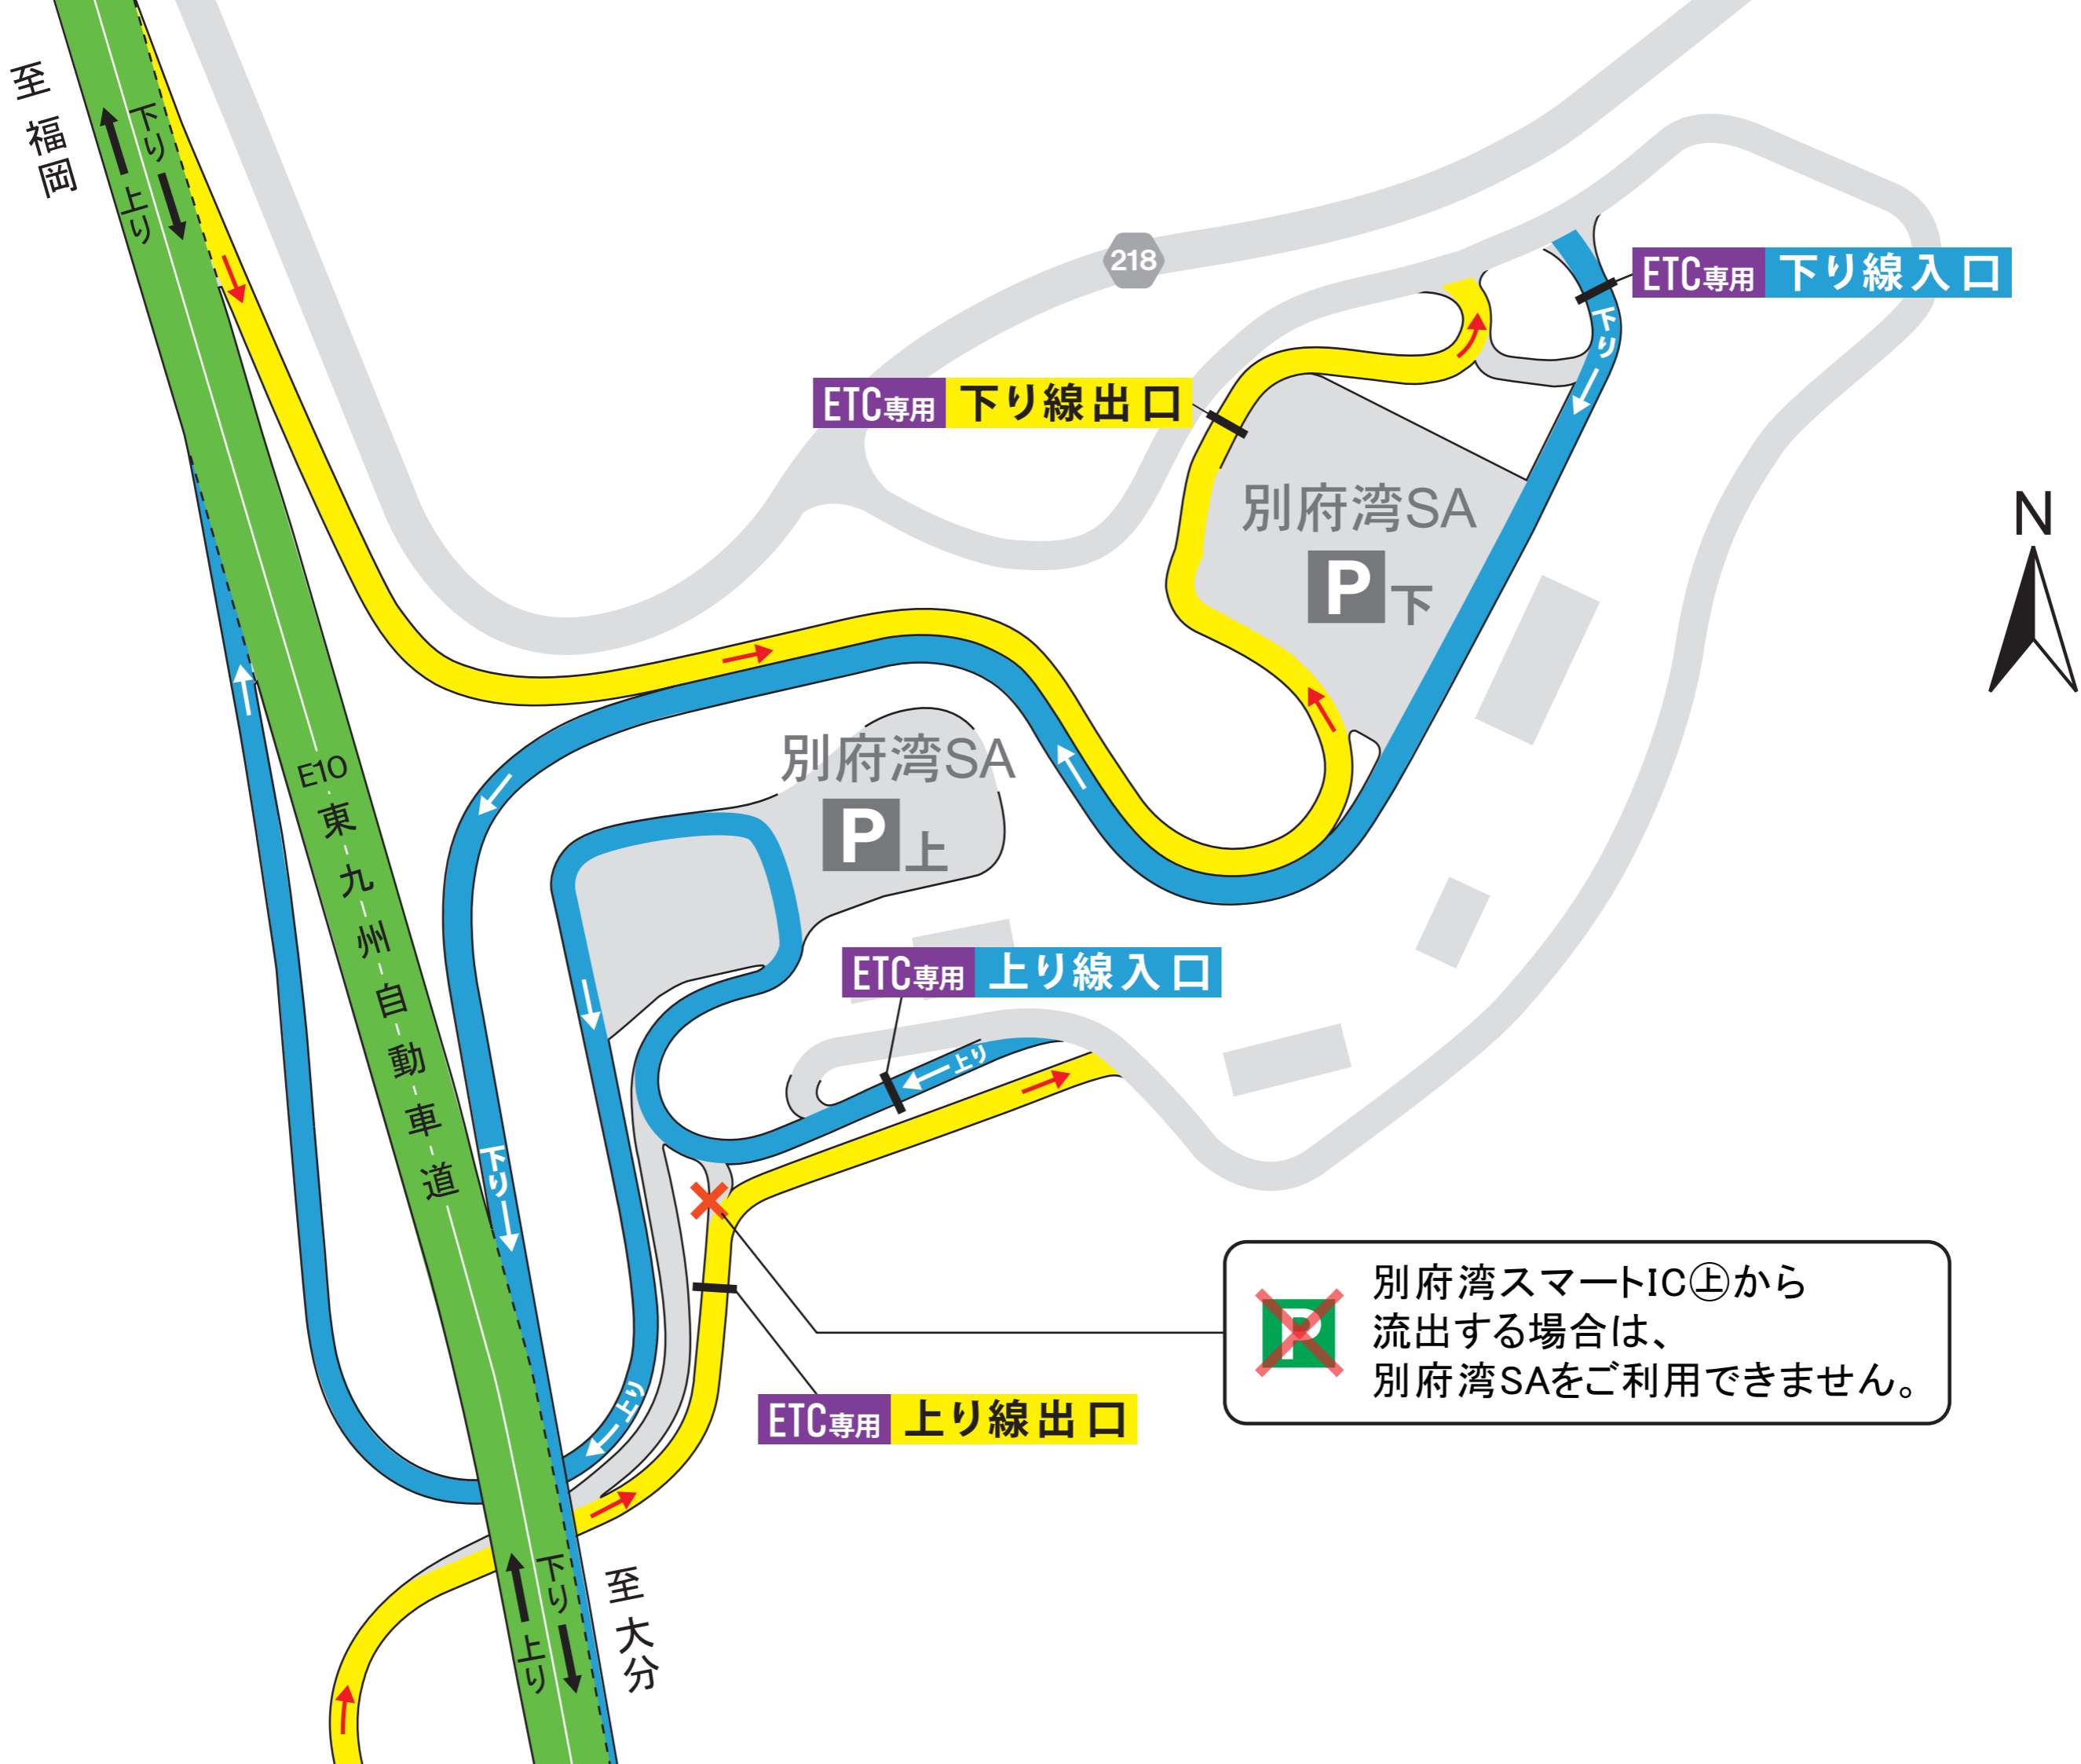 至福岡
下り
上り
218
ETC専用 下り線入口
下り
ETC専用 下り線出口
別府湾SA
P下
N
別府湾SA
P上
E10
東九州自動車道
ETC専用 上り線入口
上り
下り
別府湾スマートIC㊤から
流出する場合は、
別府湾SAをご利用できません。
P
上り
ETC専用 上り線出口
下り
上り
至大分